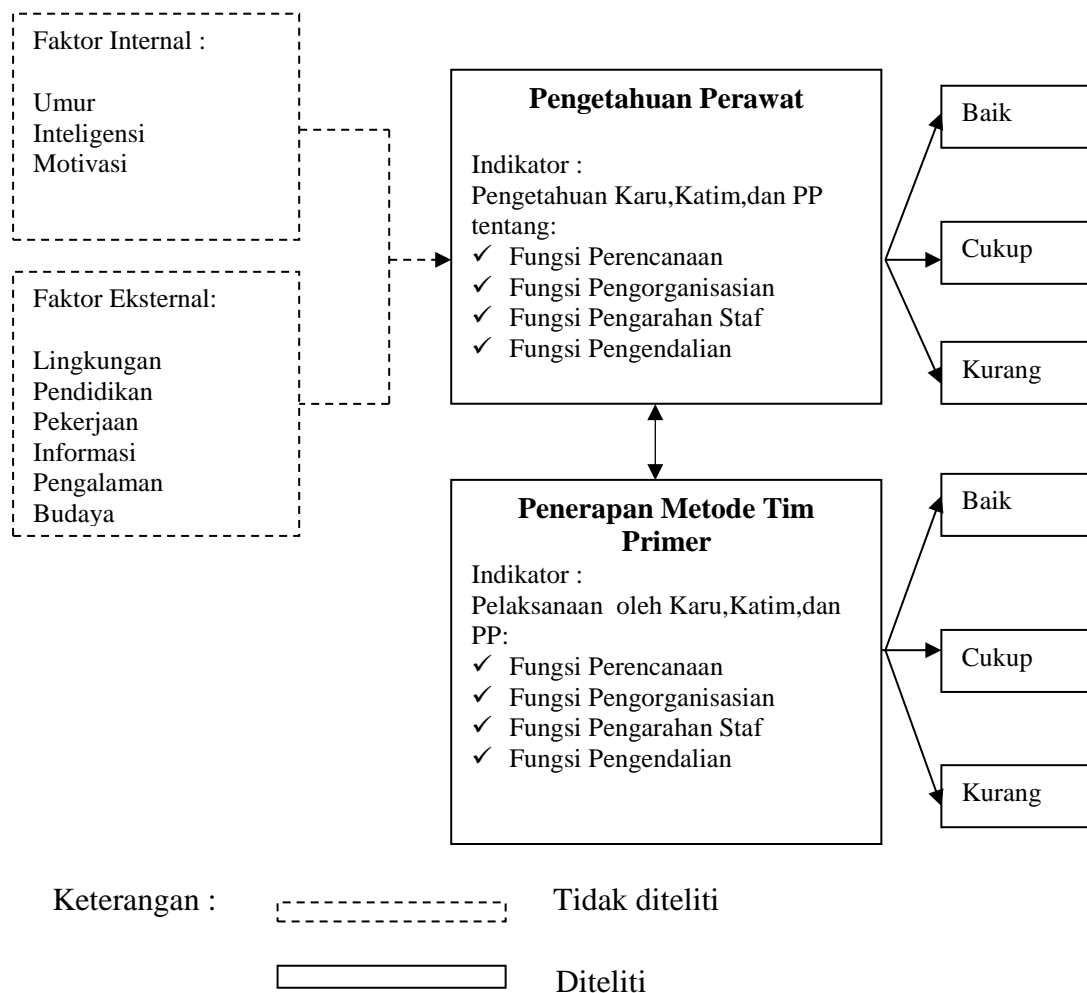 Faktor Internal :
Umur
Inteligensi
Motivasi
Faktor Eksternal:
Lingkungan
Pendidikan
Pekerjaan
Informasi
Pengalaman
Budaya
Pengetahuan Perawat
Indikator :
Pengetahuan Karu,Katim,dan PP
tentang:
✓ Fungsi Perencanaan
✓ Fungsi Pengorganisasian
✓ Fungsi Pengarahan Staf
✓ Fungsi Pengendalian
Baik
Cukup
Kurang
Penerapan Metode Tim
Primer
Indikator :
Pelaksanaan oleh Karu,Katim,dan
PP:
✓ Fungsi Perencanaan
✓ Fungsi Pengorganisasian
✓ Fungsi Pengarahan Staf
✓ Fungsi Pengendalian
Baik
Cukup
Kurang
Keterangan :
Tidak diteliti
Diteliti